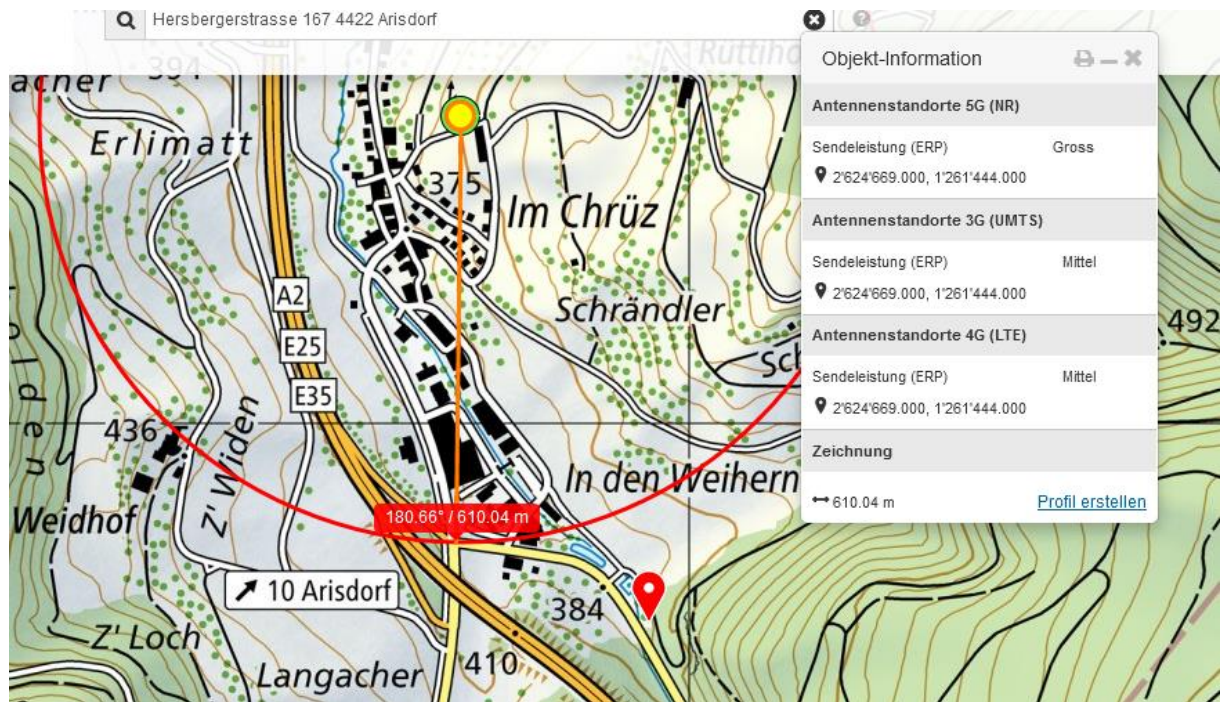 Hersbergerstrasse 167 4422 Arisdorf
Objekt-Information
Antennenstandorte 5G (NR)
Sendeleistung (ERP) Gross
2'624'669.000, 1'261'444.000
Antennenstandorte 3G (UMTS)
Sendeleistung (ERP) Mittel
2'624'669.000, 1'261'444.000
Antennenstandorte 4G (LTE)
Sendeleistung (ERP) Mittel
2'624'669.000, 1'261'444.000
Zeichnung
610.04 m Profil erstellen
394
Erlimatt
375
Im Chrüz
A2
Schrändler
492
E25
E35
436
Z' Widen
In den Weihern
Weidhof
180.66° / 610.04 m
10 Arisdorf
384
Z' Loch
410
Langacher